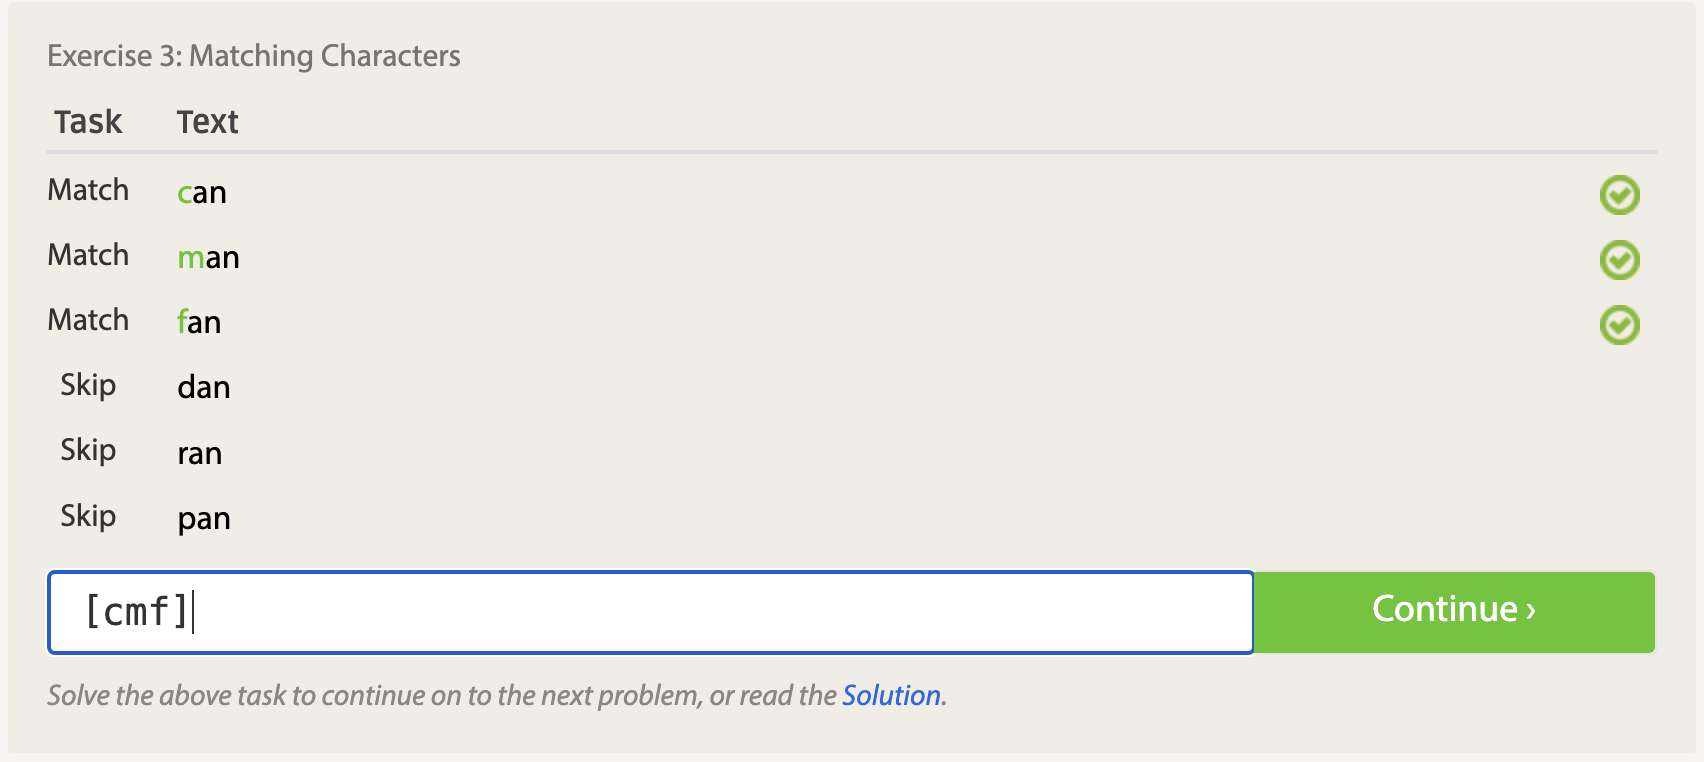 Exercise 3: Matching Characters
Task Text
Match can
Match man
Match fan
Skip dan
Skip ran
Skip pan
[cmf]
Continue ›
Solve the above task to continue on to the next problem, or read the Solution.